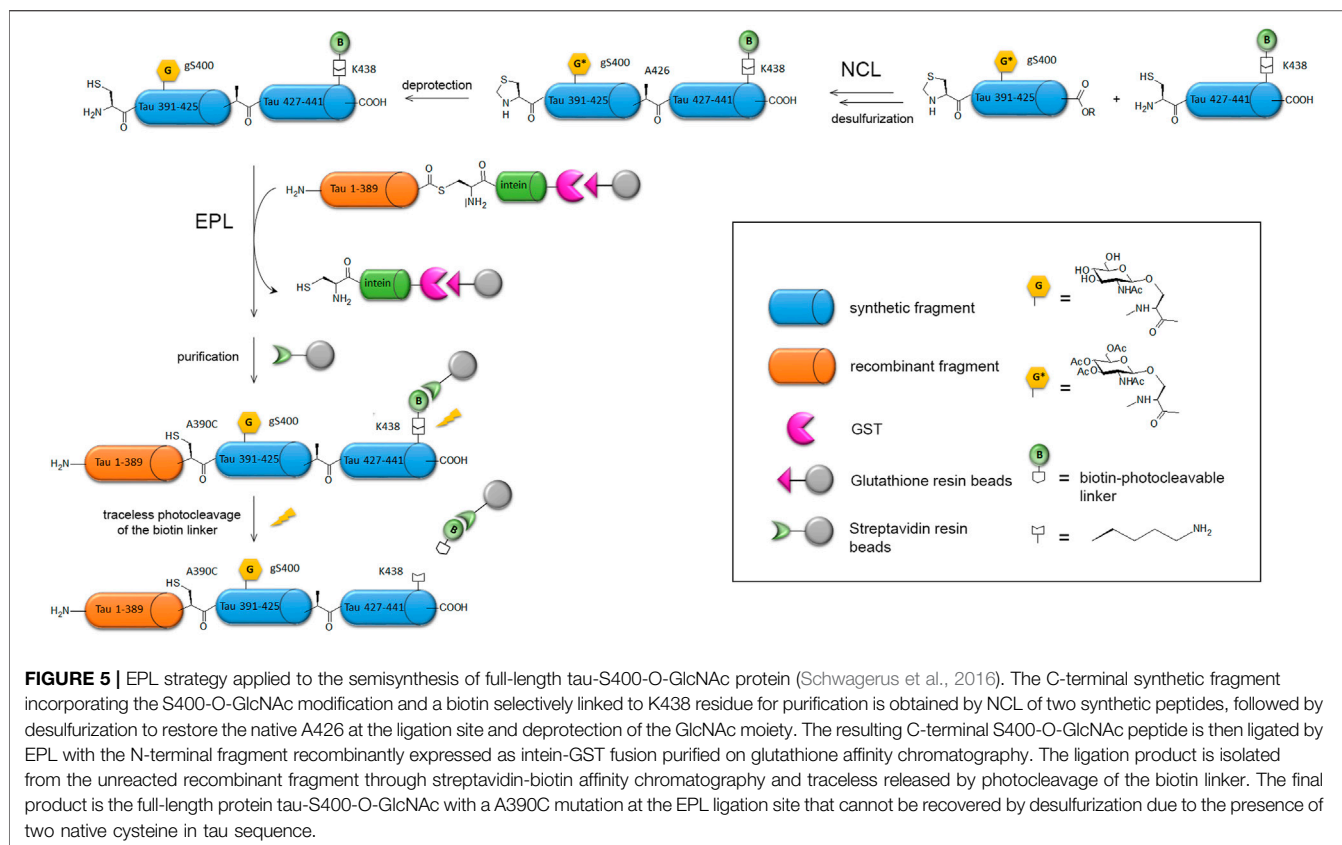 B
G
gS400
HS
K438
H₂N
O
Tau 391-425
O
Tau 427-441
COOH
deprotection
B
G*
gS400
A426
S
K438
N
H
O
Tau 391-425
O
Tau 427-441
COOH
NCL
desulfurization
G*
gS400
S
N
H
O
Tau 391-425
O
OR
+
B
HS
K438
H₂N
O
Tau 427-441
COOH
EPL
H₂N
Tau 1-389
O
S
O
NH₂
intein
O
HS
NH₂
intein
purification
B
A390C
G
gS400
K438
HS
H₂N
Tau 1-389
O
Tau 391-425
O
Tau 427-441
COOH
traceless photocleavage
of the biotin linker
B
A390C
G
gS400
K438
HS
H₂N
Tau 1-389
O
Tau 391-425
O
Tau 427-441
COOH
synthetic fragment
recombinant fragment
GST
Glutathione resin beads
Streptavidin resin
beads
G
=
OH
HO
O
HO
NHAc
O
NH
O
G*
=
OAc
AcO
O
AcO
NHAc
O
NH
O
B
=
biotin-photocleavable
linker
=
NH₂
FIGURE 5 | EPL strategy applied to the semisynthesis of full-length tau-S400-O-GlcNAc protein (Schwagerus et al., 2016). The C-terminal synthetic fragment
incorporating the S400-O-GlcNAc modification and a biotin selectively linked to K438 residue for purification is obtained by NCL of two synthetic peptides, followed by
desulfurization to restore the native A426 at the ligation site and deprotection of the GlcNAc moiety. The resulting C-terminal S400-O-GlcNAc peptide is then ligated by
EPL with the N-terminal fragment recombinantly expressed as intein-GST fusion purified on glutathione affinity chromatography. The ligation product is isolated
from the unreacted recombinant fragment through streptavidin-biotin affinity chromatography and traceless released by photocleavage of the biotin linker. The final
product is the full-length protein tau-S400-O-GlcNAc with a A390C mutation at the EPL ligation site that cannot be recovered by desulfurization due to the presence of
two native cysteine in tau sequence.